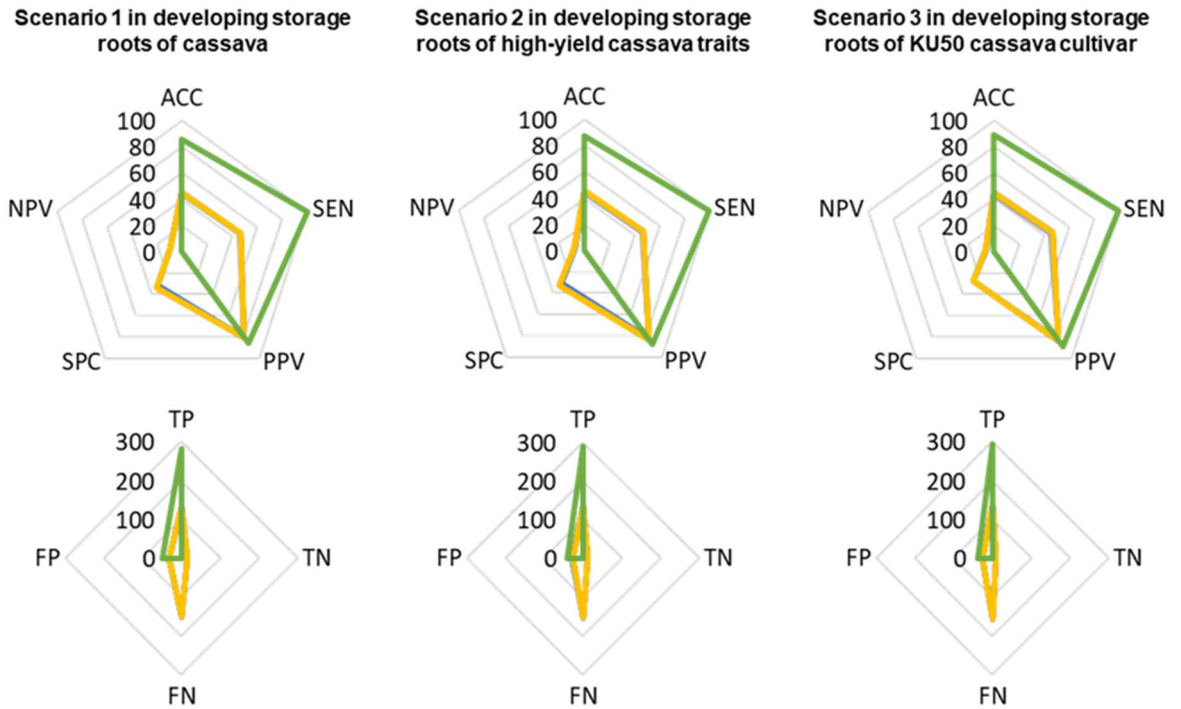 Scenario 1 in developing storage
roots of cassava
Scenario 2 in developing storage
roots of high-yield cassava traits
Scenario 3 in developing storage
roots of KU50 cassava cultivar
ACC
100
80
60
40
20
0
NPV
SEN
SPC
PPV
ACC
100
80
60
40
20
0
NPV
SEN
SPC
PPV
ACC
100
80
60
40
20
0
NPV
SEN
SPC
PPV
TP
300
200
100
0
FP
TN
FN
TP
300
200
100
0
FP
TN
FN
TP
300
200
100
0
FP
TN
FN